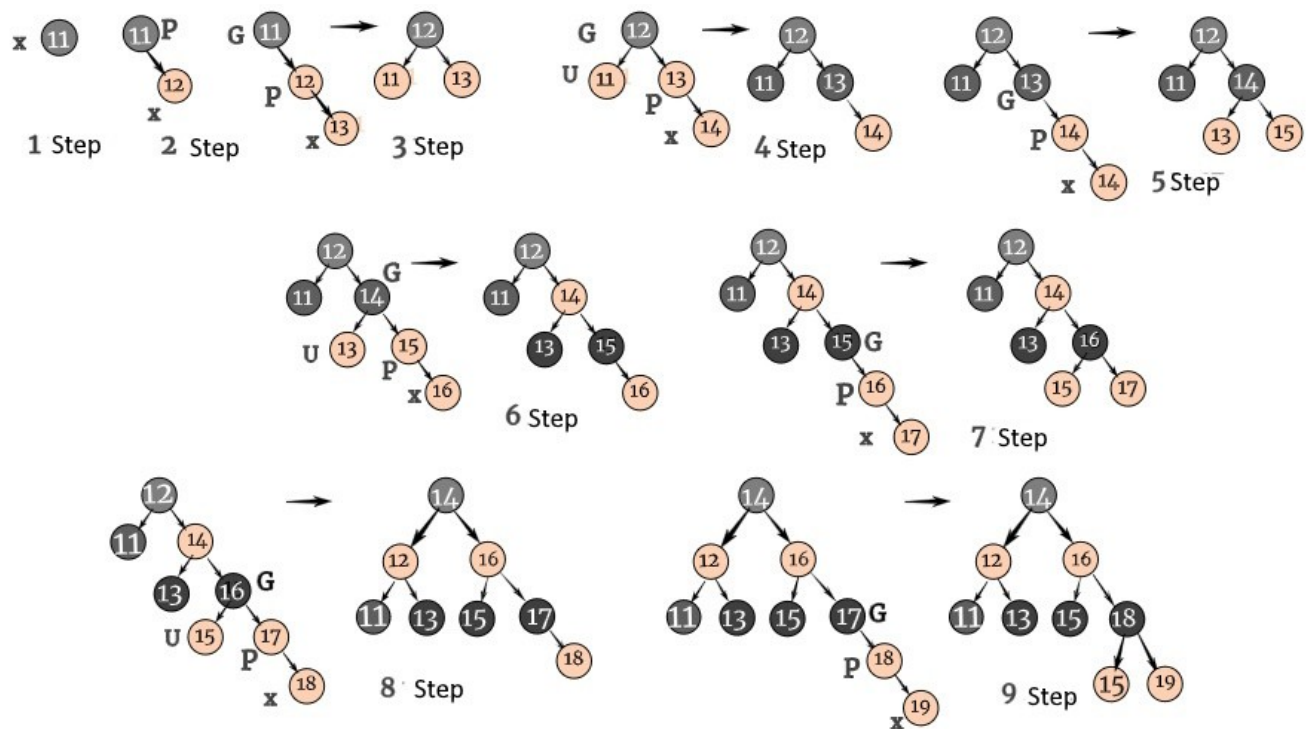 x 11
11 P
12
x
G 11
P 12
x 13
12
11 13
1 Step
2 Step
3 Step
G 12
U 11 13
P
x 14
12
11 13
14
4 Step
12
11 13
G
P 14
x 14
12
11 14
13 15
5 Step
12
G
11 14
U 13 15
P
x 16
12
11 14
13 15
16
6 Step
12
11 14
13 15 G
P 16
x 17
12
11 14
13 16
15 17
7 Step
12
11 14
13 16 G
U 15 17
P
x 18
14
12 16
11 13 15 17
18
8 Step
14
12 16
11 13 15 17 G
P 18
x 19
14
12 16
11 13 15 18
15 19
9 Step